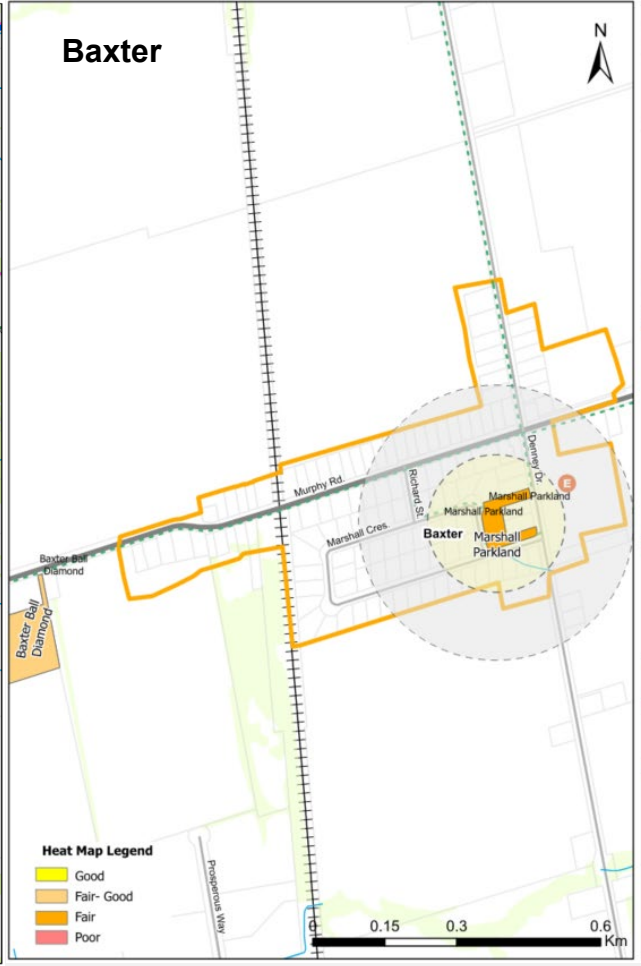 Baxter
N
Denney Dr.
Murphy Rd.
Richard St.
E
Marshall Parkland
Marshall Parkland
Marshall Cres.
Baxter
Marshall
Parkland
Baxter Ball
Diamond
Baxter Ball
Diamond
Heat Map Legend
Good
Fair- Good
Fair
Poor
Prosperous Way
0 0.15 0.3 0.6
Km